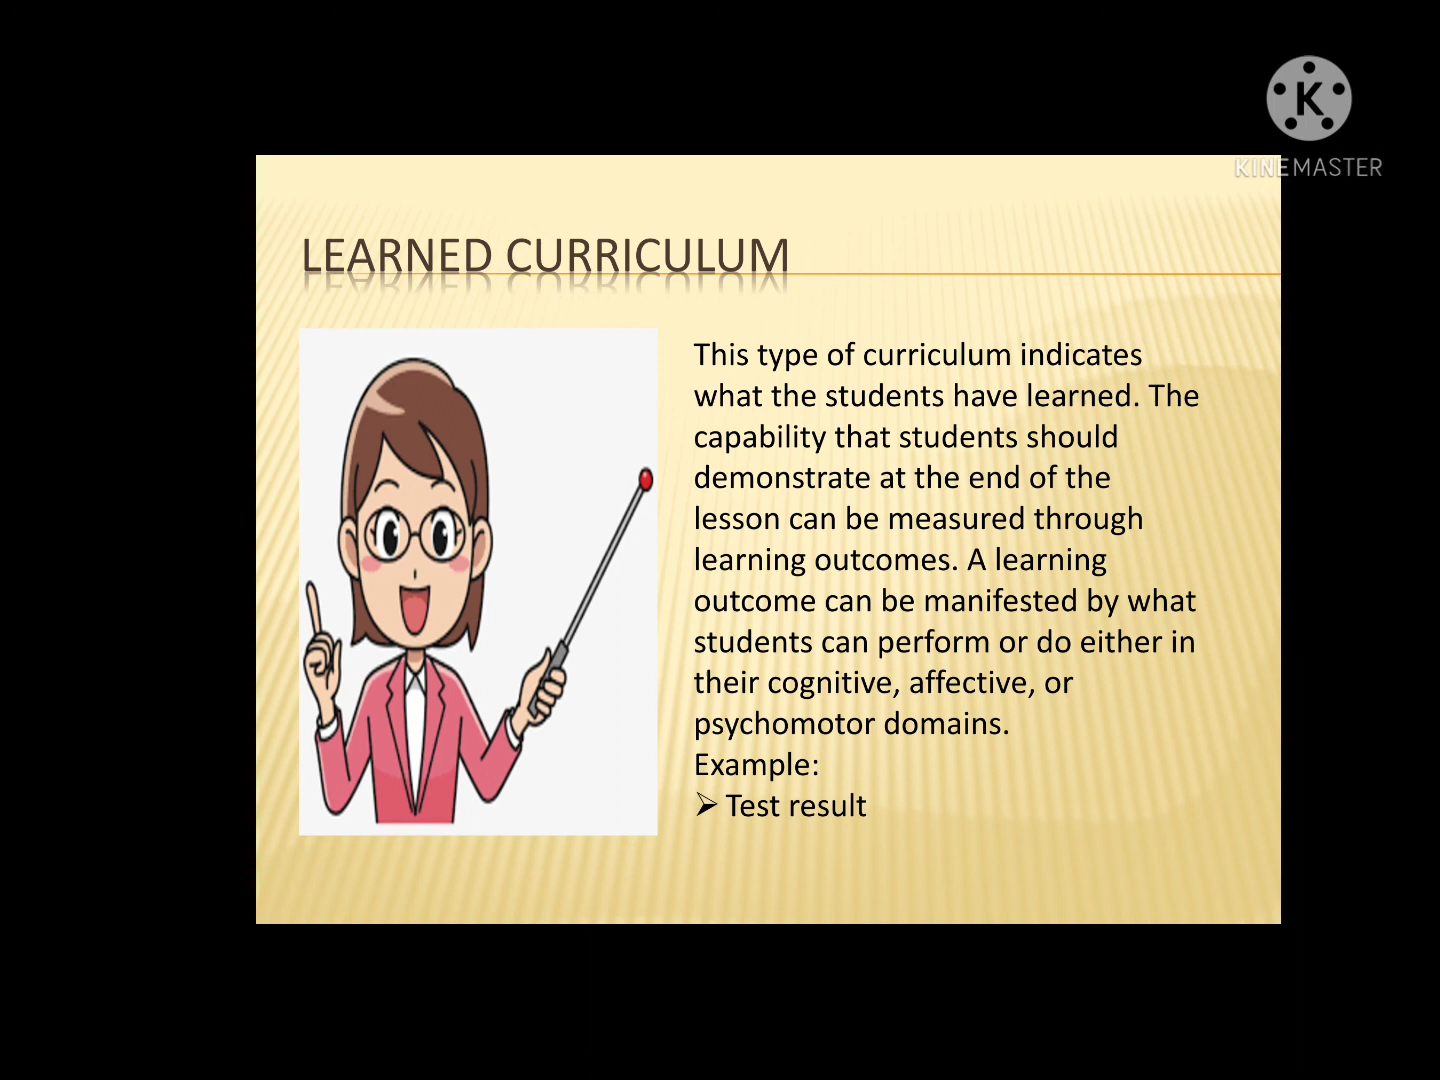 K
KINEMASTER
LEARNED CURRICULUM
This type of curriculum indicates
what the students have learned. The
capability that students should
demonstrate at the end of the
lesson can be measured through
learning outcomes. A learning
outcome can be manifested by what
students can perform or do either in
their cognitive, affective, or
psychomotor domains.
Example:
➢ Test result